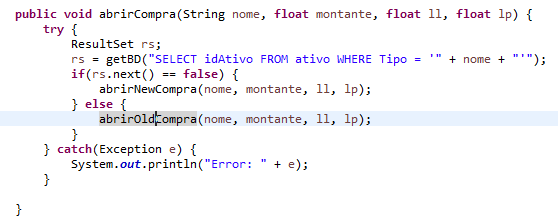 public void abrirCompra(String nome, float montante, float ll, float lp) {
try {
ResultSet rs;
rs = getBD("SELECT idAtivo FROM ativo WHERE Tipo = '" + nome + "'");
if(rs.next() == false) {
abrirNewCompra(nome, montante, ll, lp);
} else {
abrirOldCompra(nome, montante, ll, lp);
}
} catch(Exception e) {
System.out.println("Error: " + e);
}
}